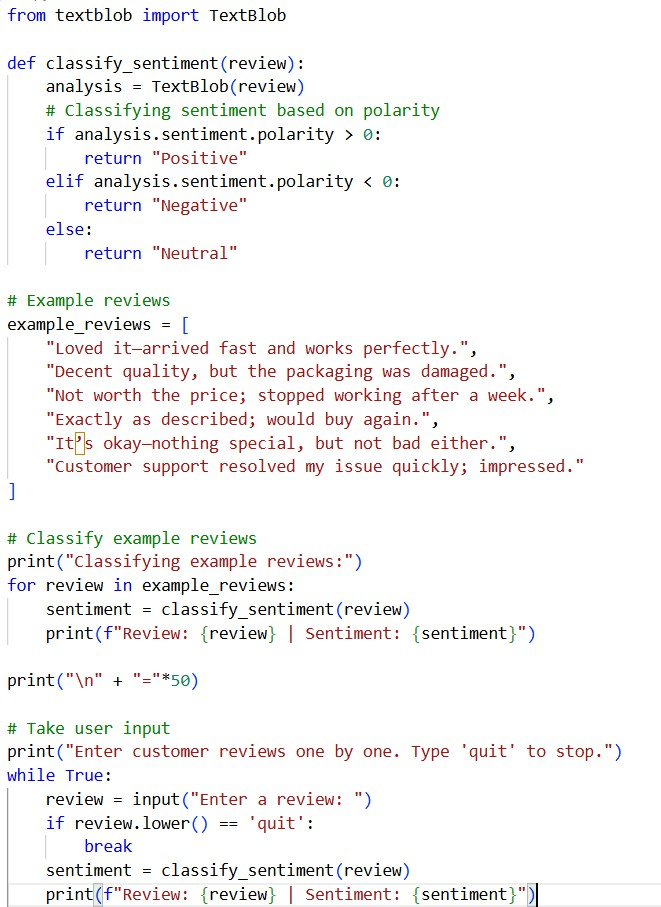 from textblob import TextBlob

def classify_sentiment(review):
    analysis = TextBlob(review)
    # Classifying sentiment based on polarity
    if analysis.sentiment.polarity > 0:
        return "Positive"
    elif analysis.sentiment.polarity < 0:
        return "Negative"
    else:
        return "Neutral"

# Example reviews
example_reviews = [
    "Loved it—arrived fast and works perfectly.",
    "Decent quality, but the packaging was damaged.",
    "Not worth the price; stopped working after a week.",
    "Exactly as described; would buy again.",
    "It’s okay—nothing special, but not bad either.",
    "Customer support resolved my issue quickly; impressed."
]

# Classify example reviews
print("Classifying example reviews:")
for review in example_reviews:
    sentiment = classify_sentiment(review)
    print(f"Review: {review} | Sentiment: {sentiment}")

print("\n" + "="*50)

# Take user input
print("Enter customer reviews one by one. Type 'quit' to stop.")
while True:
    review = input("Enter a review: ")
    if review.lower() == 'quit':
        break
    sentiment = classify_sentiment(review)
    print(f"Review: {review} | Sentiment: {sentiment}")